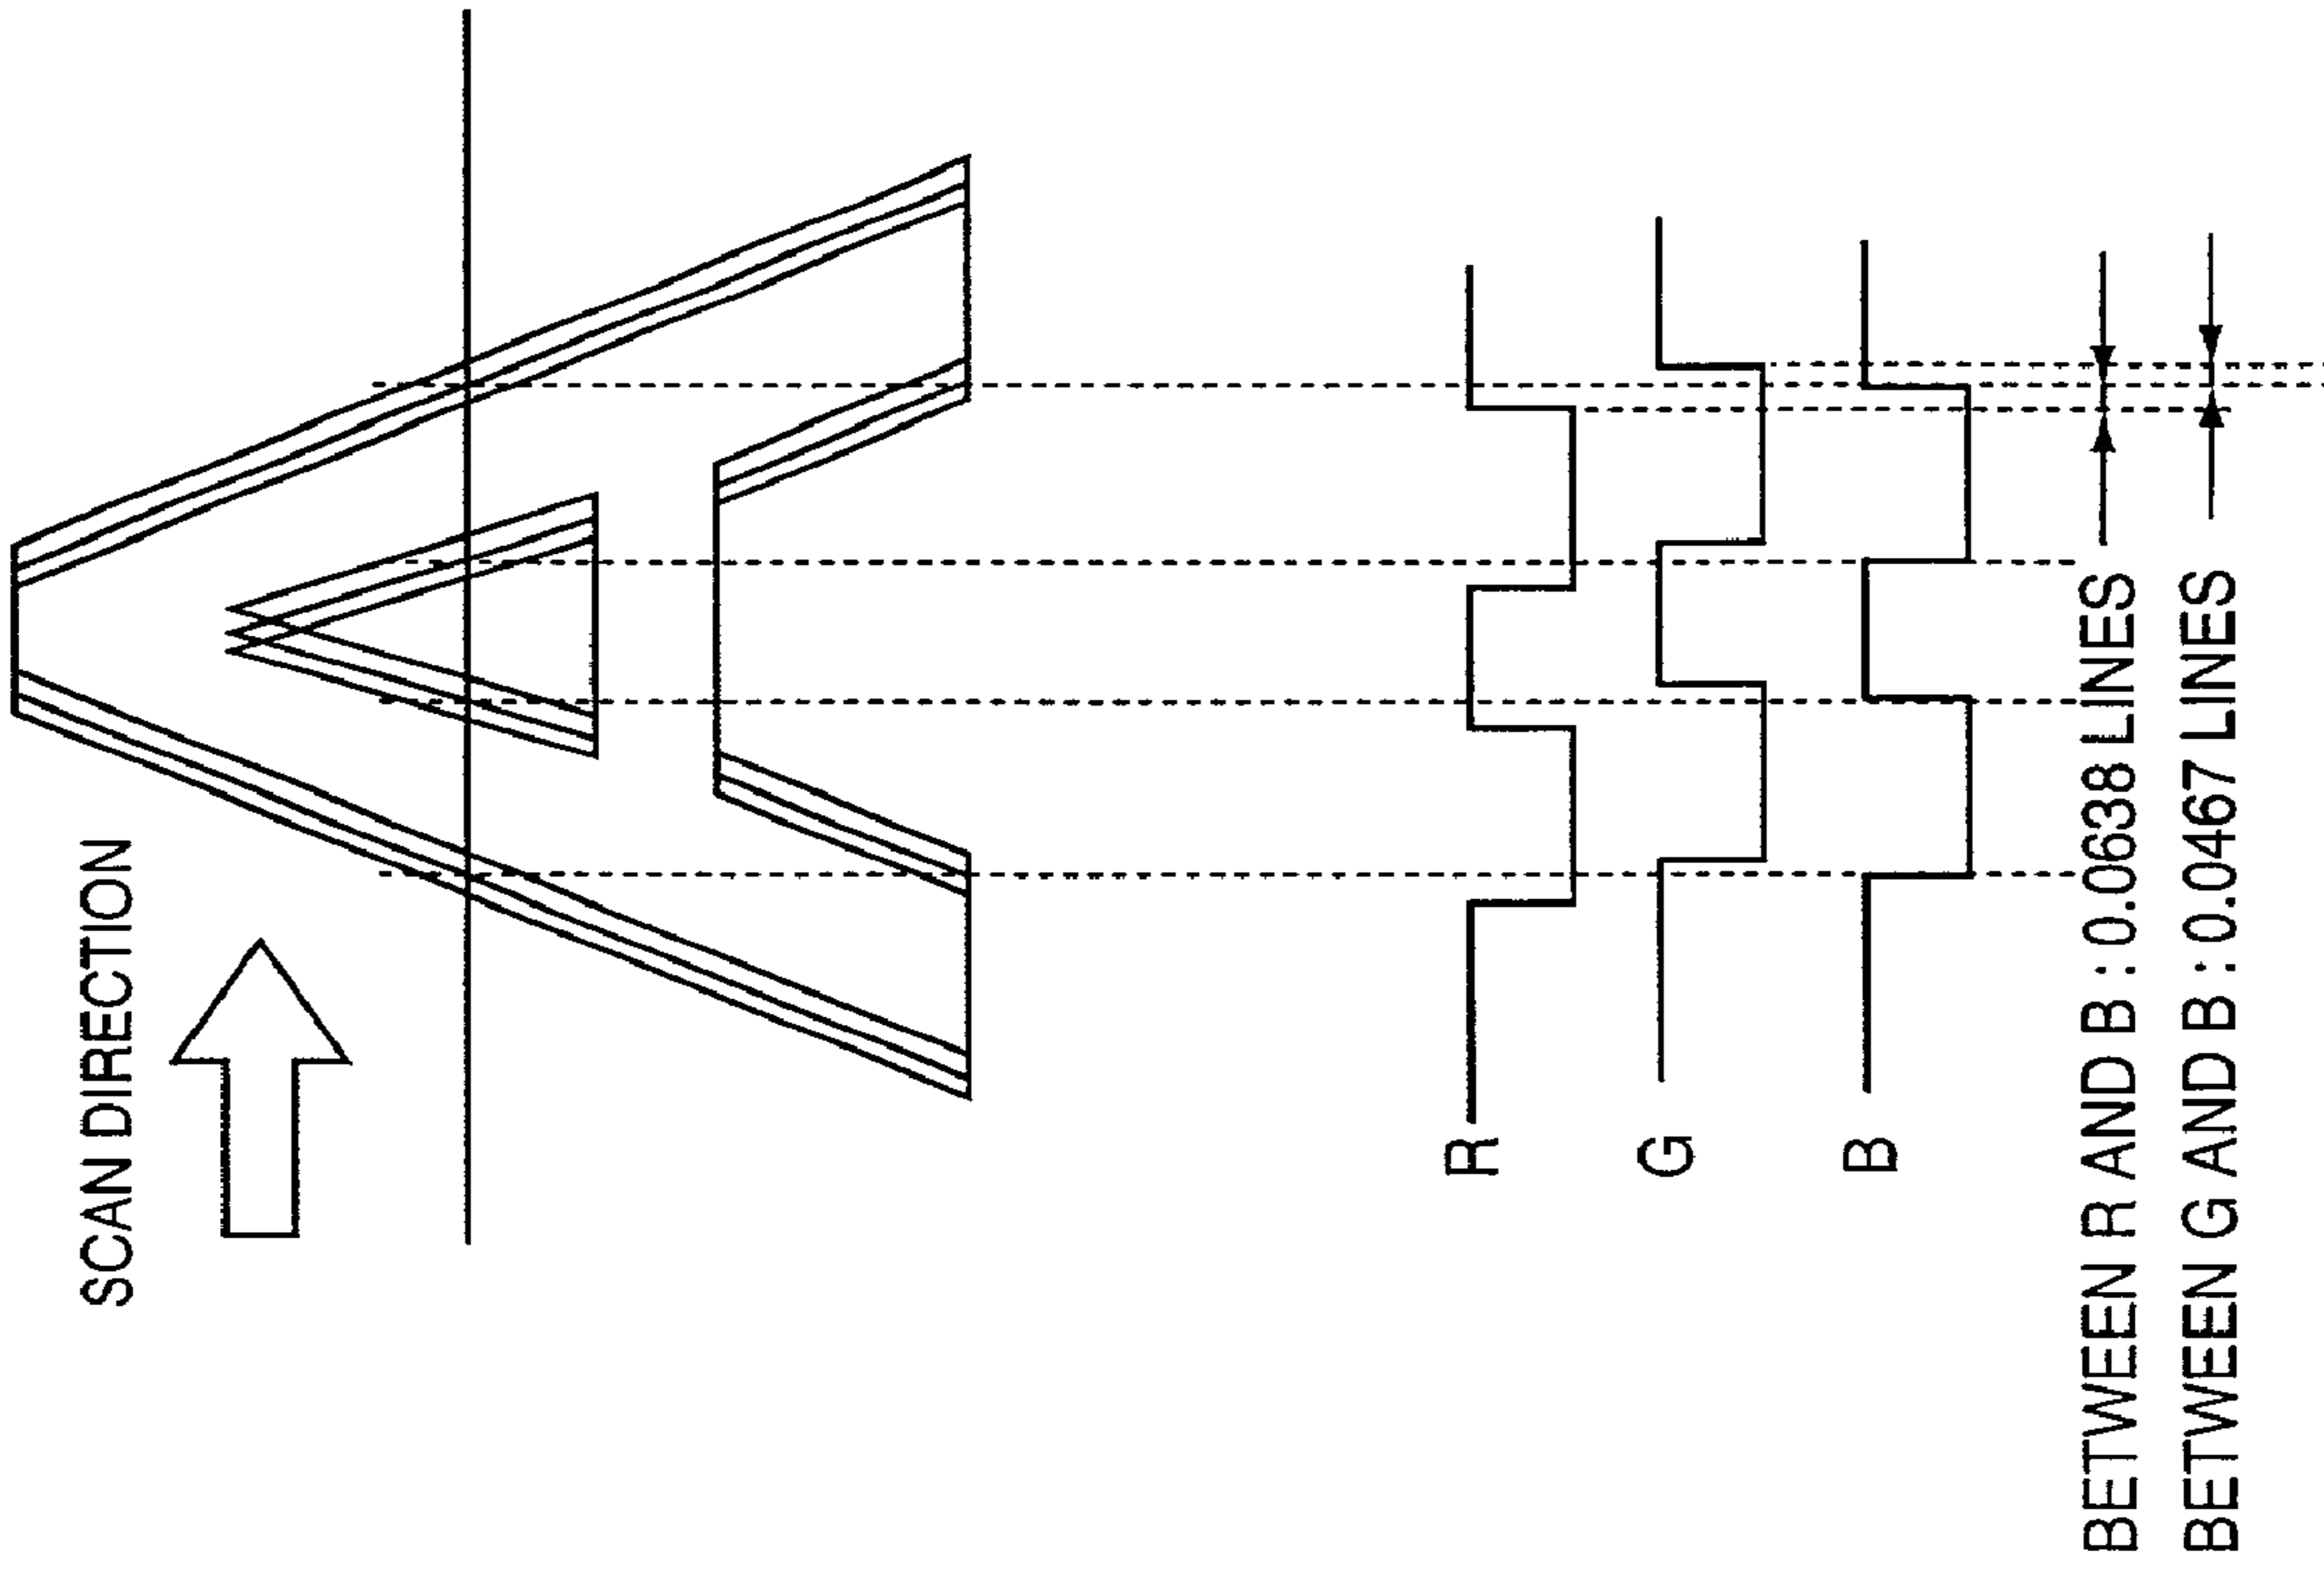 SCAN DIRECTION
R
G
B
BETWEEN R AND B : 0.0638 LINES
BETWEEN G AND B : 0.0467 LINES